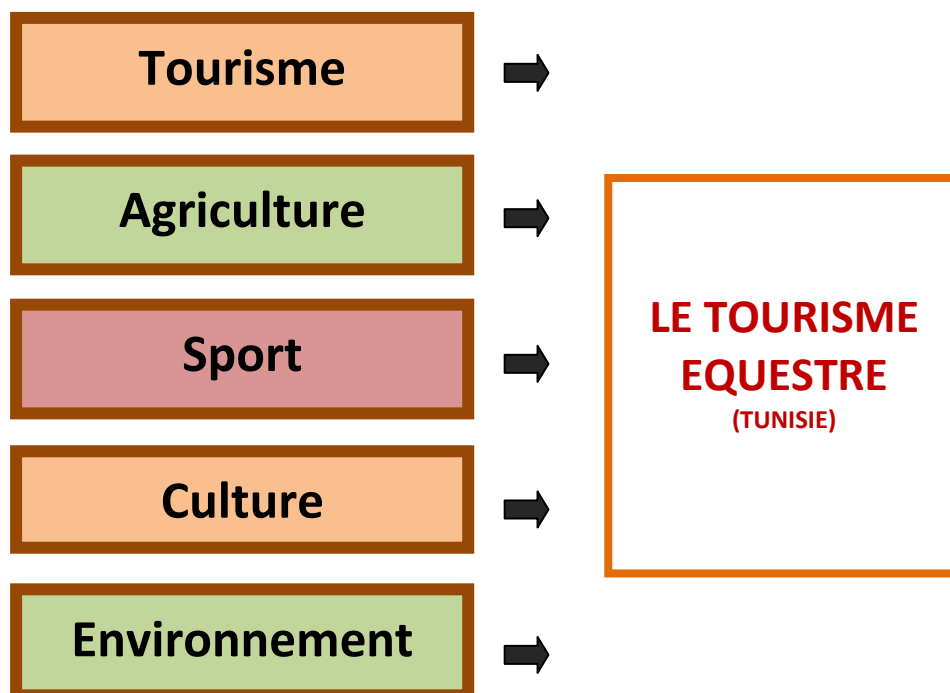 Tourisme
Agriculture
Sport
Culture
Environnement
LE TOURISME
EQUESTRE
(TUNISIE)